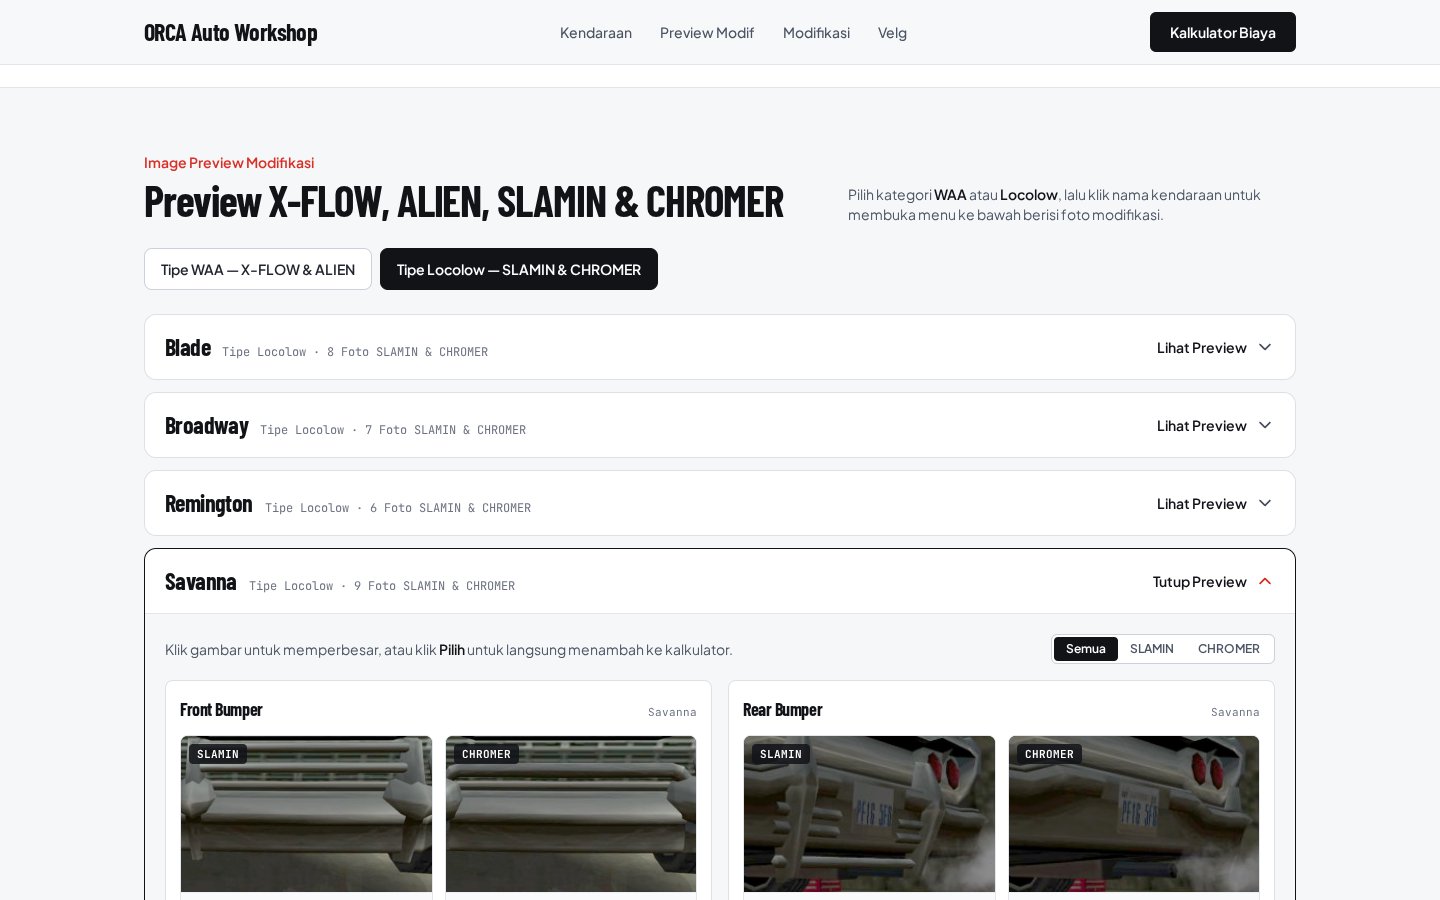 ORCA Auto Workshop
Kendaraan
Preview Modif
Modifikasi
Velg
Kalkulator Biaya
Image Preview Modifikasi
Preview X-FLOW, ALIEN, SLAMIN & CHROMER
Pilih kategori WAA atau Locolow, lalu klik nama kendaraan untuk
membuka menu ke bawah berisi foto modifikasi.
Tipe WAA — X-FLOW & ALIEN
Tipe Locolow — SLAMIN & CHROMER
Blade
Tipe Locolow · 8 Foto SLAMIN & CHROMER
Lihat Preview
Broadway
Tipe Locolow · 7 Foto SLAMIN & CHROMER
Lihat Preview
Remington
Tipe Locolow · 6 Foto SLAMIN & CHROMER
Lihat Preview
Savanna
Tipe Locolow · 9 Foto SLAMIN & CHROMER
Tutup Preview
Klik gambar untuk memperbesar, atau klik Pilih untuk langsung menambah ke kalkulator.
Semua
SLAMIN
CHROMER
Front Bumper
Savanna
SLAMIN
CHROMER
Rear Bumper
Savanna
SLAMIN
CHROMER